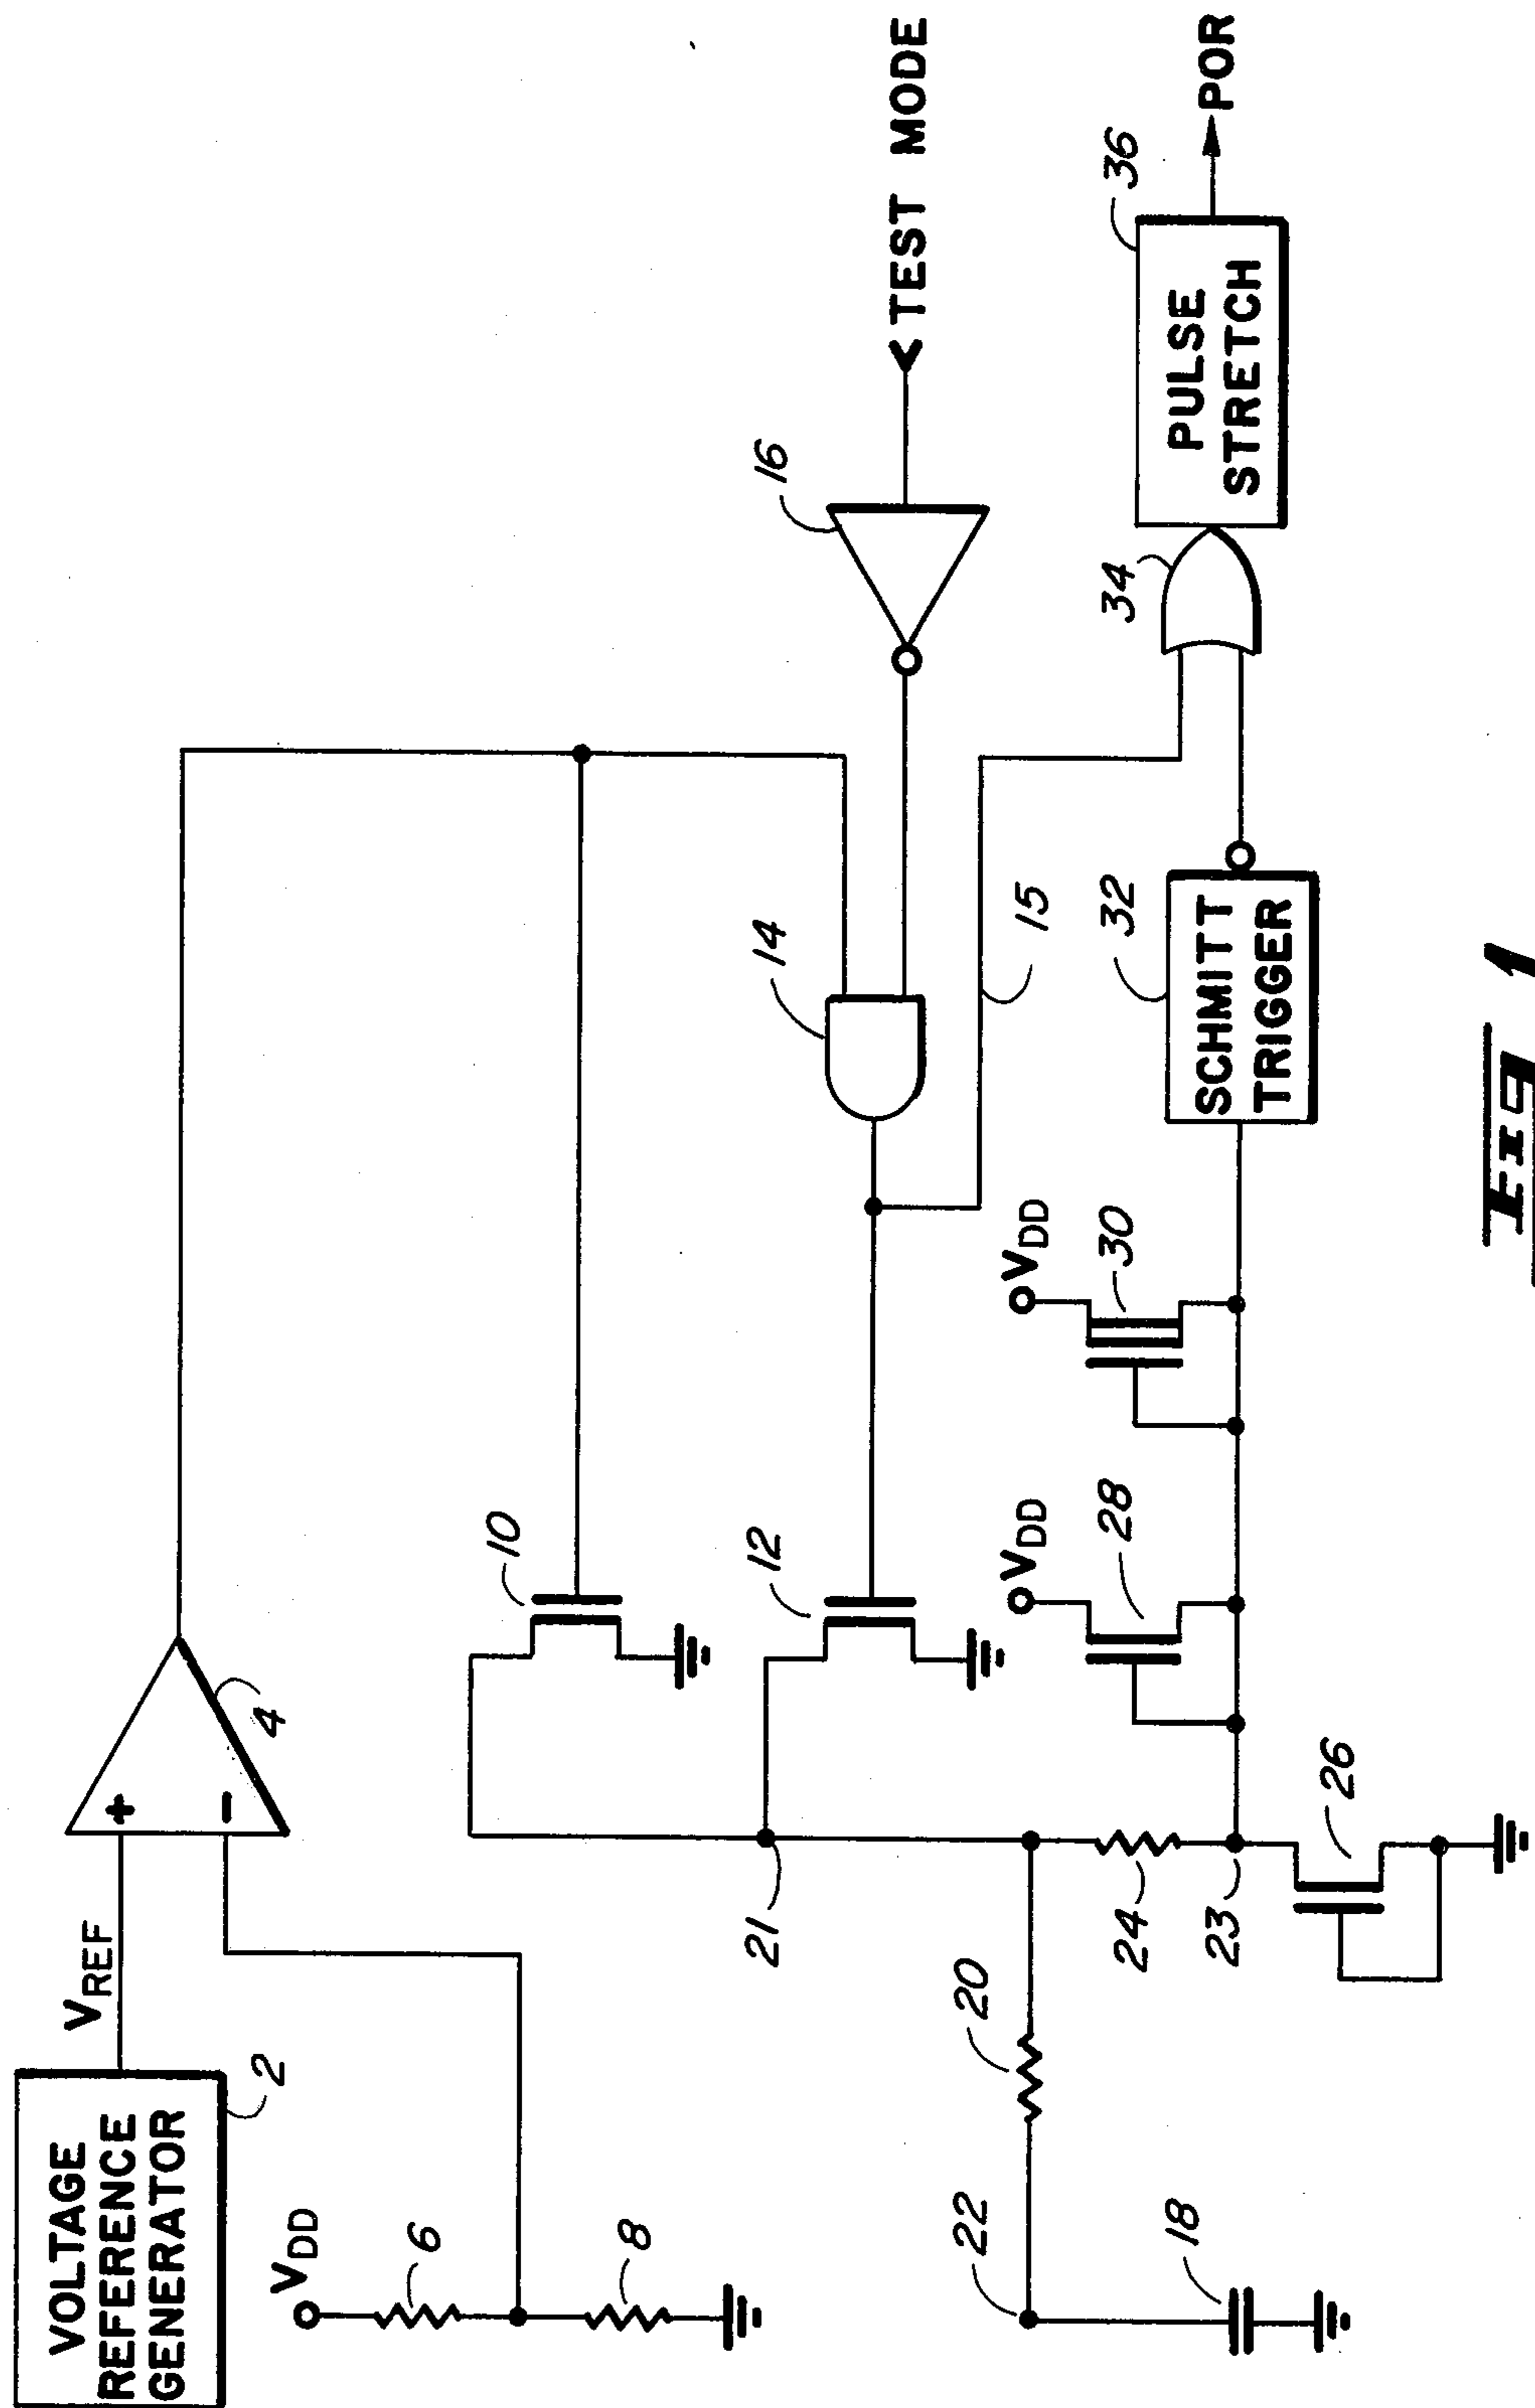 VOLTAGE
REFERENCE
GENERATOR
2
VREF
+
−
4
VDD
6
8
10
12
14
15
16
TEST MODE
21
20
22
18
24
23
26
VDD
28
VDD
30
SCHMITT
TRIGGER
32
34
PULSE
STRETCH
36
POR
Fig 1